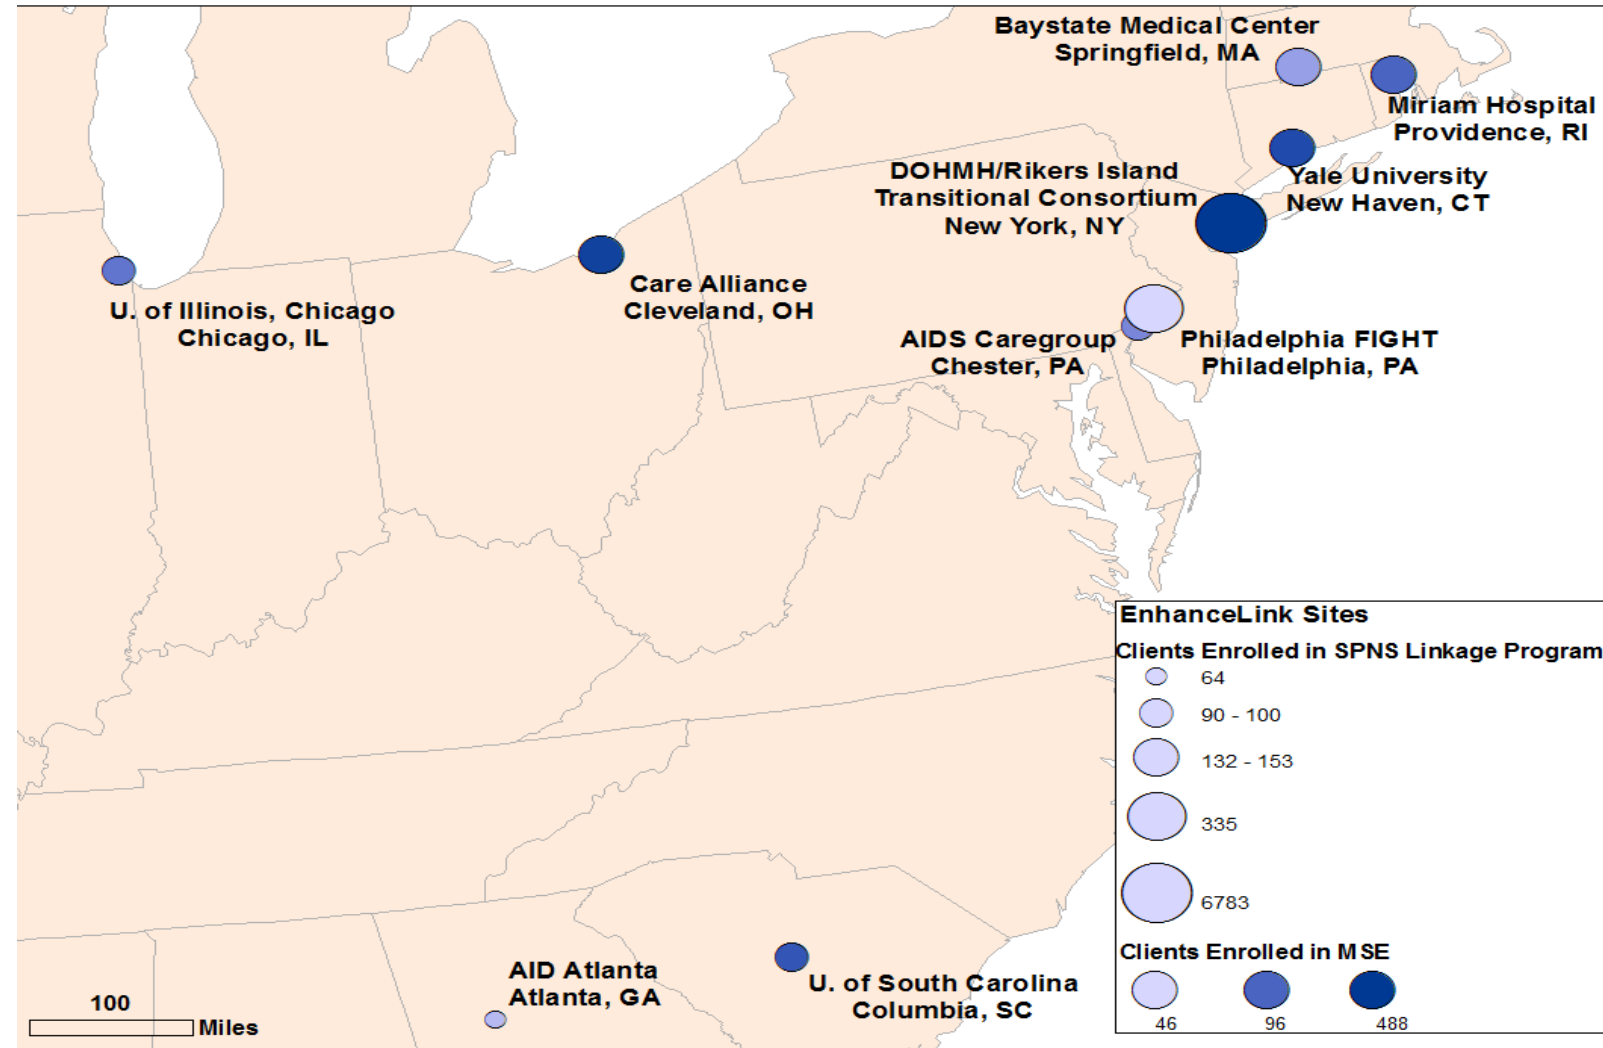 Baystate Medical Center
Springfield, MA
Miriam Hospital
Providence, RI
DOHMH/Rikers Island
Transitional Consortium
New York, NY
Yale University
New Haven, CT
Care Alliance
Cleveland, OH
U. of Illinois, Chicago
Chicago, IL
AIDS Caregroup
Chester, PA
Philadelphia FIGHT
Philadelphia, PA
AID Atlanta
Atlanta, GA
U. of South Carolina
Columbia, SC
100
Miles
EnhanceLink Sites
Clients Enrolled in SPNS Linkage Program
64
90 - 100
132 - 153
335
6783
Clients Enrolled in MSE
46 96 488